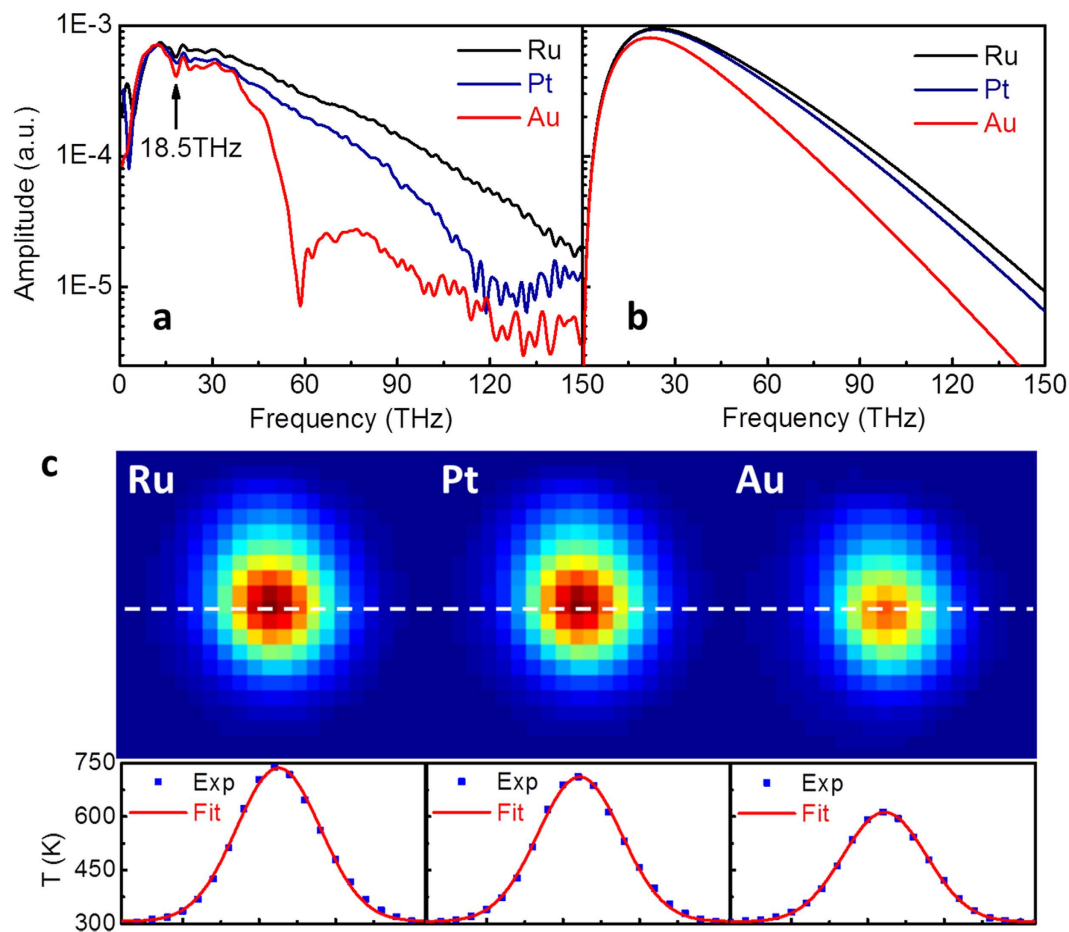 1E-3
1E-4
1E-5
Amplitude (a.u.)
Ru
Pt
Au
18.5THz
a
0 30 60 90 120 150
Frequency (THz)
Ru
Pt
Au
b
30 60 90 120 150
Frequency (THz)
c
Ru Pt Au
750
600
450
300
T (K)
Exp
Fit
Exp
Fit
Exp
Fit